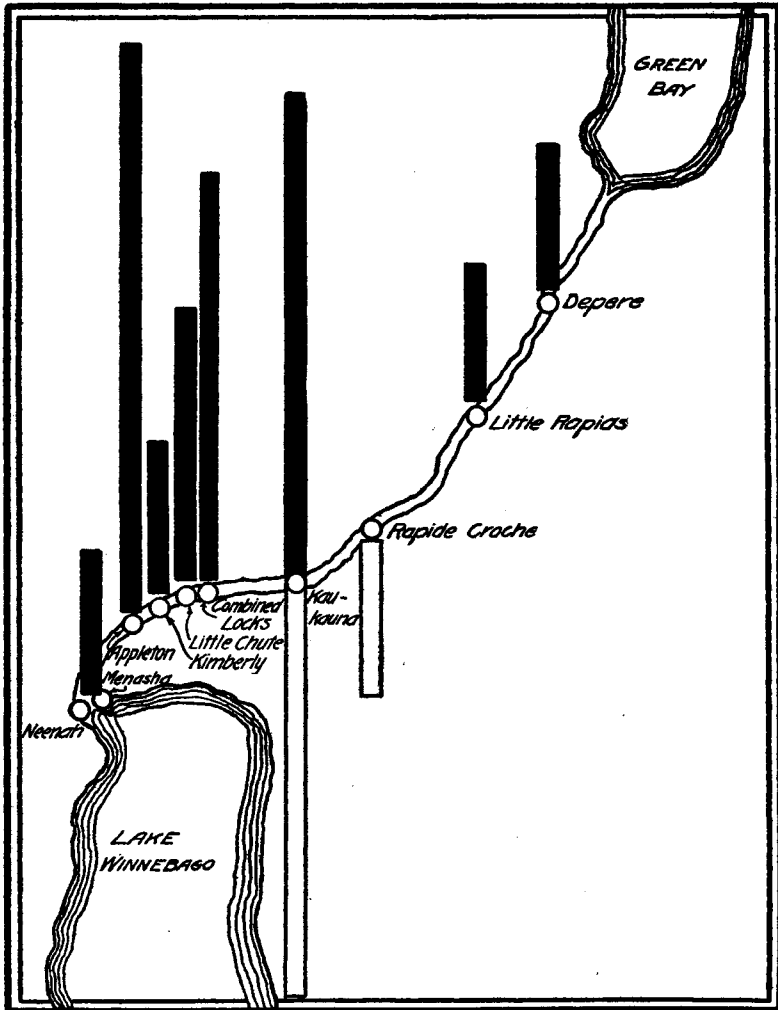 GREEN
BAY
Depere
Little Rapids
Rapide Croche
Kau-
kauna
Combined
Locks
Little Chute
Kimberly
Appleton
Menasha
Neenah
LAKE
WINNEBAGO